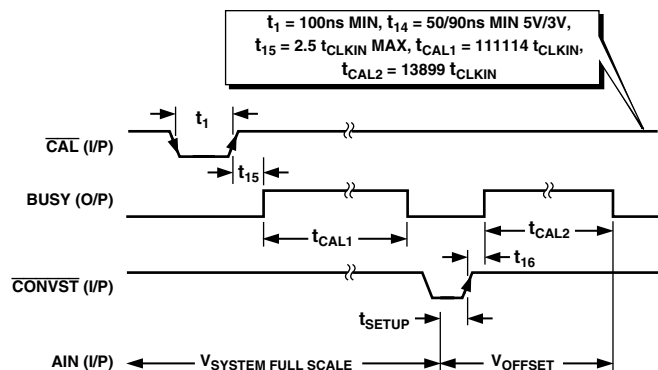 t1 = 100ns MIN, t14 = 50/90ns MIN 5V/3V,
t15 = 2.5 tCLKIN MAX, tCAL1 = 111114 tCLKIN,
tCAL2 = 13899 tCLKIN
t1
CAL (I/P)
t15
BUSY (O/P)
tCAL1
tCAL2
t16
CONVST (I/P)
tSETUP
AIN (I/P)
VSYSTEM FULL SCALE
VOFFSET